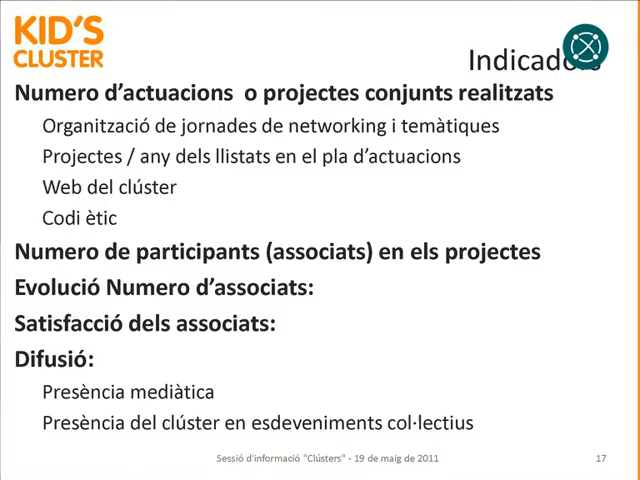 KID'S
CLUSTER
Numero d'actuacions o projectes conjunts realitzats
Organització de jornades de networking i temàtiques
Projectes / any dels llistats en el pla d'actuacions
Web del clúster
Codi ètic
Numero de participants (associats) en els projectes
Evolució Numero d'associats:
Satisfacció dels associats:
Difusió:
Presència mediàtica
Presència del clúster en esdeveniments col·lectius
Sessió d'informació "Clústers" - 19 de maig de 2011
17